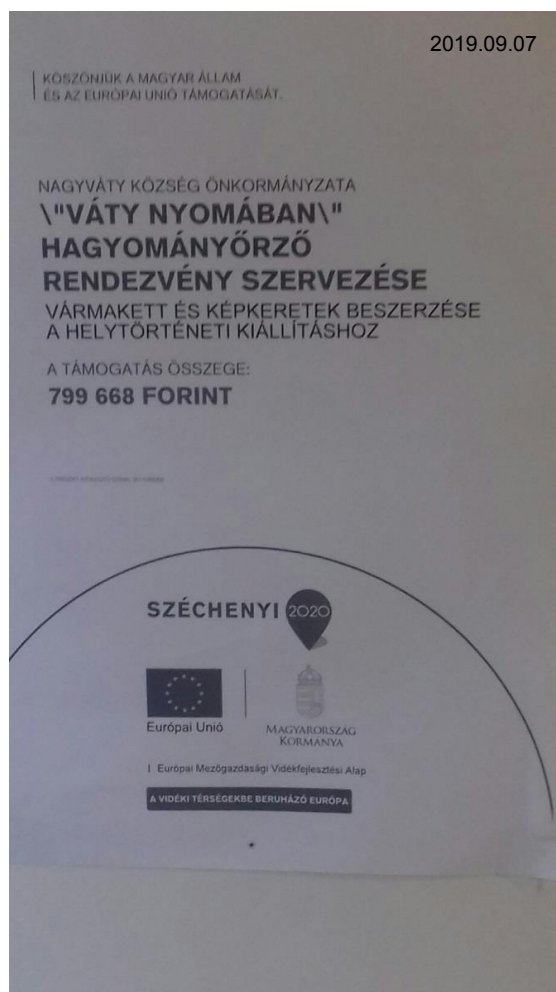 2019.09.07
KÖSZÖNJÜK A MAGYAR ÁLLAM
ÉS AZ EURÓPAI UNIÓ TÁMOGATÁSÁT.
NAGYVÁTY KÖZSÉG ÖNKORMÁNYZATA
\"VÁTY NYOMÁBAN\"
HAGYOMÁNYŐRZŐ
RENDEZVÉNY SZERVEZÉSE
VÁRMAKETT ÉS KÉPKERETEK BESZERZÉSE
A HELYTÖRTÉNETI KIÁLLÍTÁSHOZ
A TÁMOGATÁS ÖSSZEGE:
799 668 FORINT
SZÉCHENYI 2020
Európai Unió
MAGYARORSZÁG
KORMÁNYA
Európai Mezőgazdasági Vidékfejlesztési Alap
A VIDÉKI TÉRSÉGEKBE BERUHÁZÓ EURÓPA